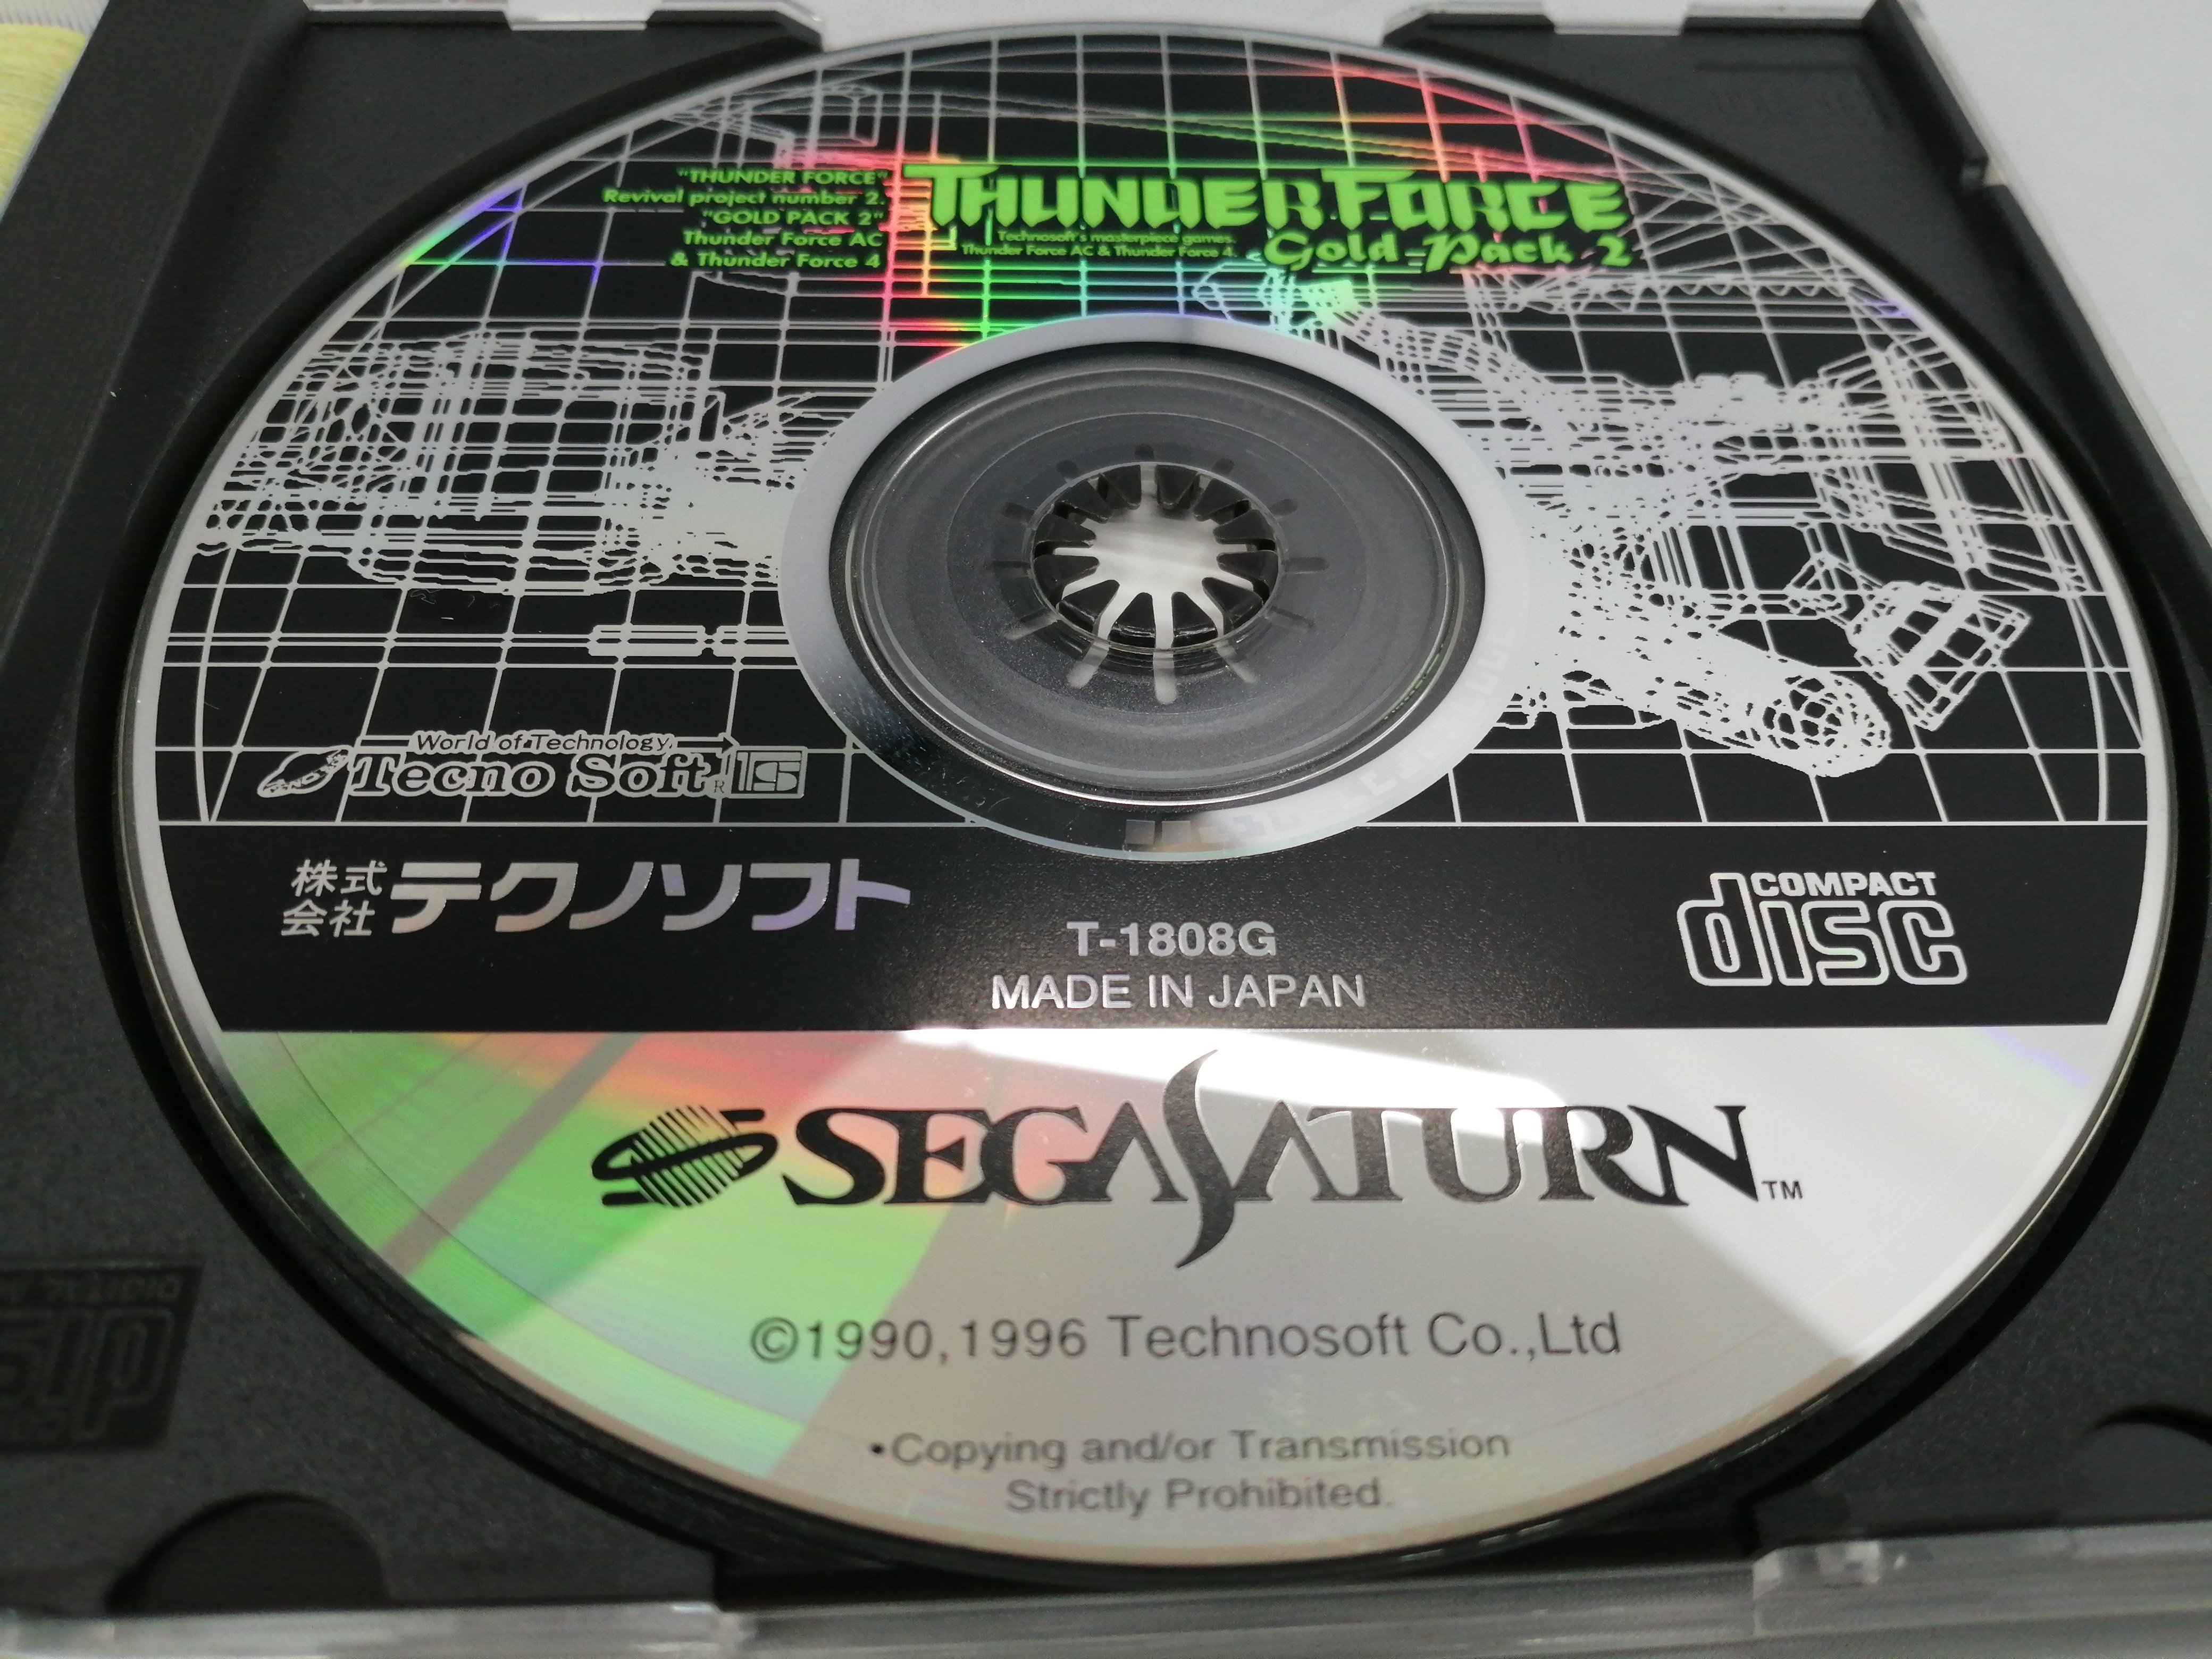 "THUNDER FORCE"
Revival project number 2.
"GOLD PACK 2"
Thunder Force AC
& Thunder Force 4
THUNDER FORCE
Technosoft's masterpiece games.
Thunder Force AC & Thunder Force 4.
Gold Pack 2
World of Technology
Tecno Soft R
株式会社テクノソフト
T-1808G
MADE IN JAPAN
COMPACT
disc
SEGA SATURN TM
©1990,1996 Technosoft Co.,Ltd
•Copying and/or Transmission
Strictly Prohibited.